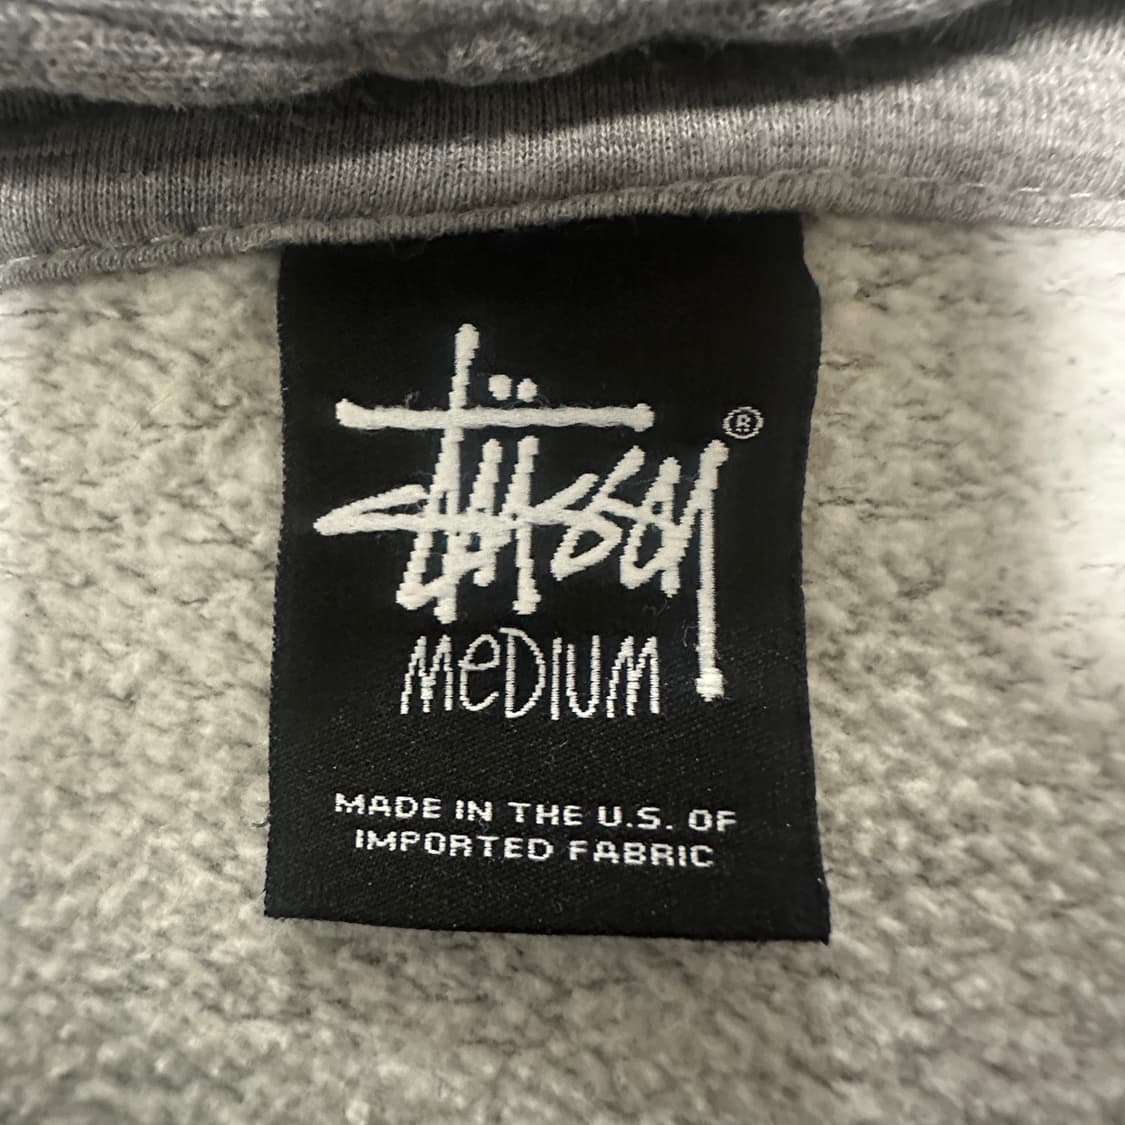 Stüssy ®
MeDIUM
MADE IN THE U.S. OF
IMPORTED FABRIC